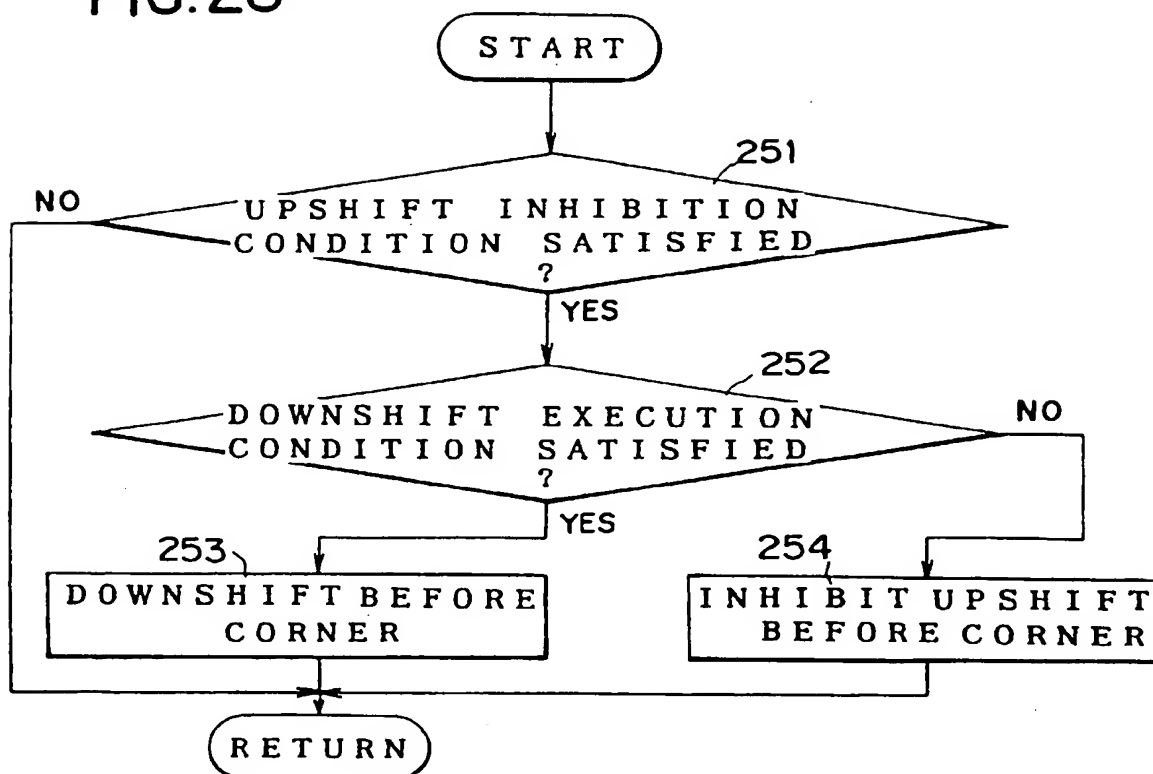 START
251
NO
UPSHIFT INHIBITION
CONDITION SATISFIED
?
YES
252
DOWNSHIFT EXECUTION
CONDITION SATISFIED
?
NO
YES
253
254
DOWNSHIFT BEFORE
CORNER
INHIBIT UPSHIFT
BEFORE CORNER
RETURN